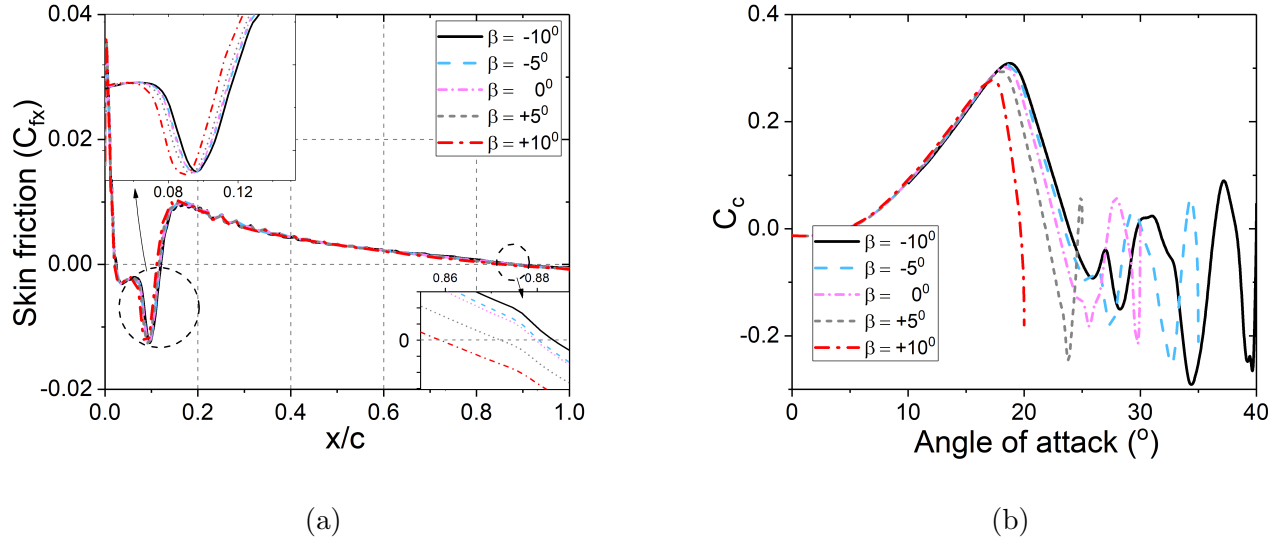 0.04
0.02
0.00
-0.02
0.0
0.2
0.4
0.6
0.8
1.0
Skin friction (C_fx)
x/c
0.08
0.12
β = -10⁰
β = -5⁰
β = 0⁰
β = +5⁰
β = +10⁰
0.86
0.88
0
(a)
0.4
0.2
0.0
-0.2
0
10
20
30
40
C_c
Angle of attack (°)
β = -10⁰
β = -5⁰
β = 0⁰
β = +5⁰
β = +10⁰
(b)